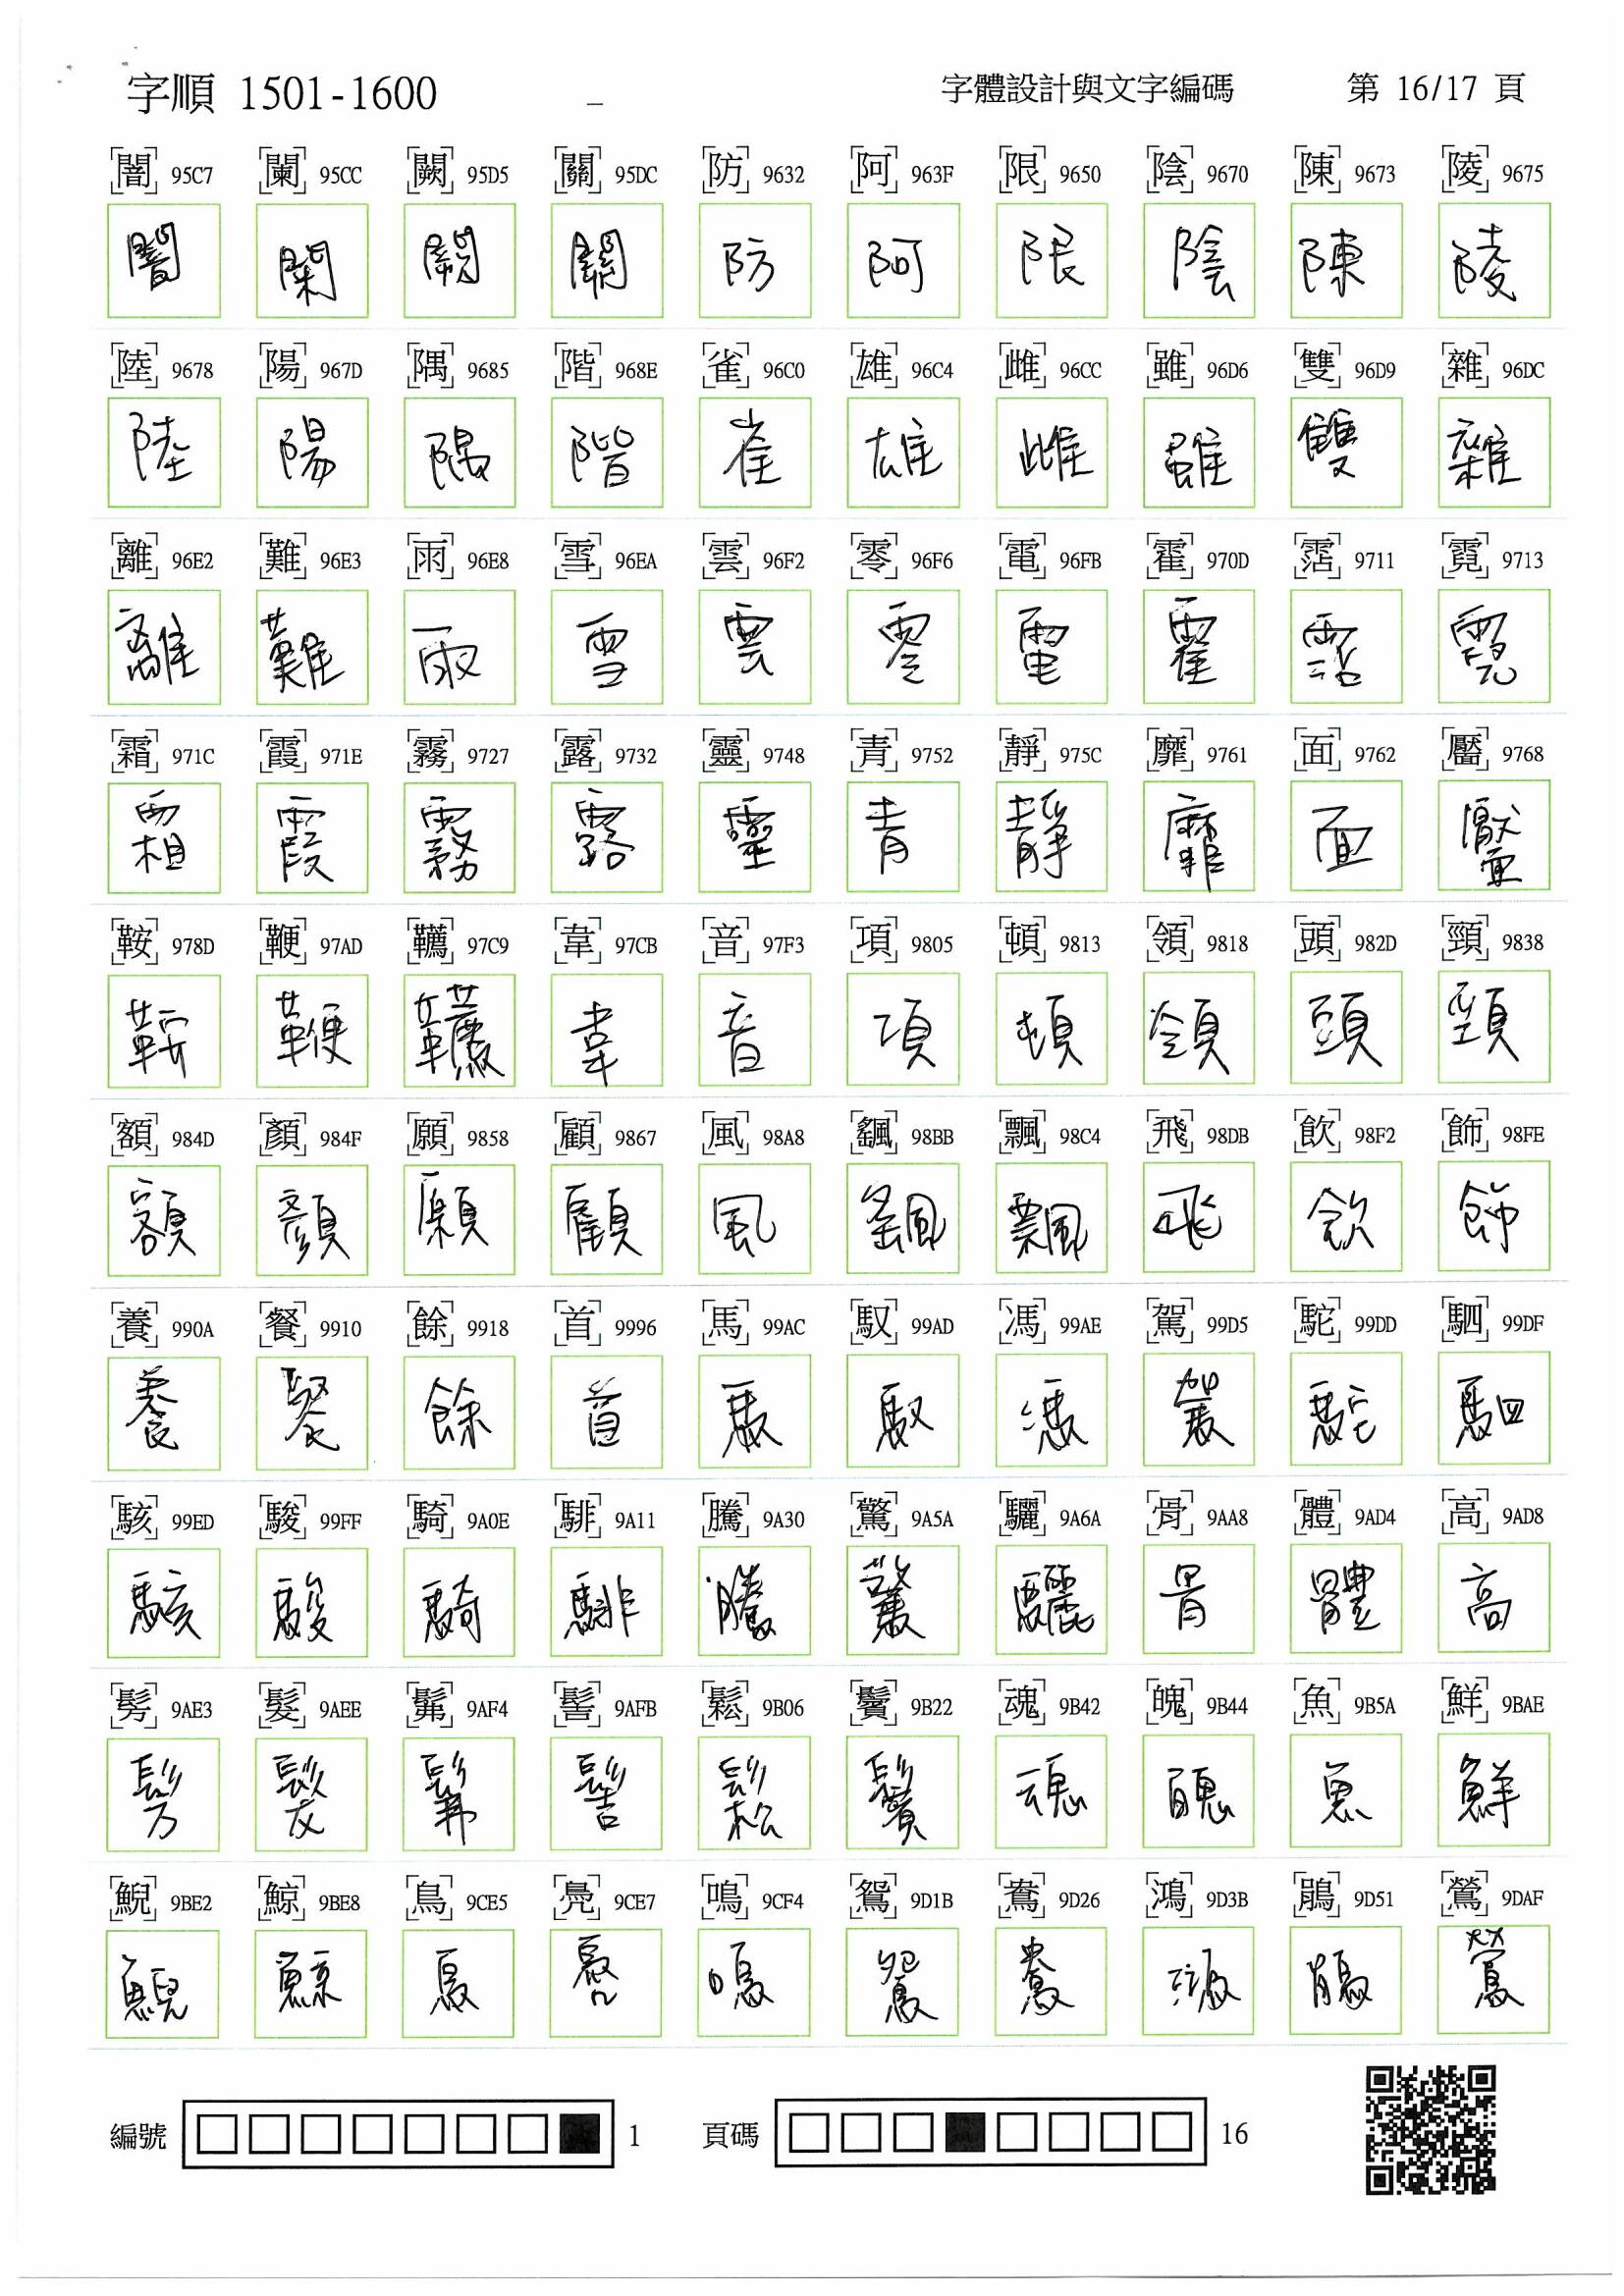 字順 1501-1600 _ 字體設計與文字編碼 第 16/17 頁
闇 95C7 闌 95CC 闕 95D5 關 95DC 防 9632 阿 963F 限 9650 陰 9670 陳 9673 陵 9675
闇 闌 闕 關 防 阿 限 陰 陳 陵
陸 9678 陽 967D 隅 9685 階 968E 雀 96C0 雄 96C4 雌 96CC 雖 96D6 雙 96D9 雜 96DC
陸 陽 隅 階 雀 雄 雌 雖 雙 雜
離 96E2 難 96E3 雨 96E8 雪 96EA 雲 96F2 零 96F6 電 96FB 霍 970D 霑 9711 霓 9713
離 難 雨 雪 雲 零 電 霍 霑 霓
霜 971C 霞 971E 霧 9727 露 9732 靈 9748 青 9752 靜 975C 靡 9761 面 9762 靨 9768
霜 霞 霧 露 靈 青 靜 靡 面 靨
鞍 978D 鞭 97AD 韉 97C9 韋 97CB 音 97F3 項 9805 頓 9813 領 9818 頭 982D 頸 9838
鞍 鞭 韉 韋 音 項 頓 領 頭 頸
額 984D 顏 984F 願 9858 顧 9867 風 98A8 颻 98BB 飄 98C4 飛 98DB 飲 98F2 飾 98FE
額 顏 願 顧 風 颻 飄 飛 飲 飾
養 990A 餐 9910 餘 9918 首 9996 馬 99AC 馭 99AD 馮 99AE 駕 99D5 駝 99DD 駟 99DF
養 餐 餘 首 馬 馭 馮 駕 駝 駟
駭 99ED 駿 99FF 騎 9A0E 騑 9A11 騰 9A30 驚 9A5A 驪 9A6A 骨 9AA8 體 9AD4 高 9AD8
駭 駿 騎 騑 騰 驚 驪 骨 體 高
髣 9AE3 髮 9AEE 髴 9AF4 髻 9AFB 鬆 9B06 鬢 9B22 魂 9B42 魄 9B44 魚 9B5A 鮮 9BAE
髣 髮 髴 髻 鬆 鬢 魂 魄 魚 鮮
鯢 9BE2 鯨 9BE8 鳥 9CE5 鳧 9CE7 鳴 9CF4 鴛 9D1B 鴦 9D26 鴻 9D3B 鵑 9D51 鶯 9DAF
鯢 鯨 鳥 鳧 鳴 鴛 鴦 鴻 鵑 鶯
編號 1 頁碼 16